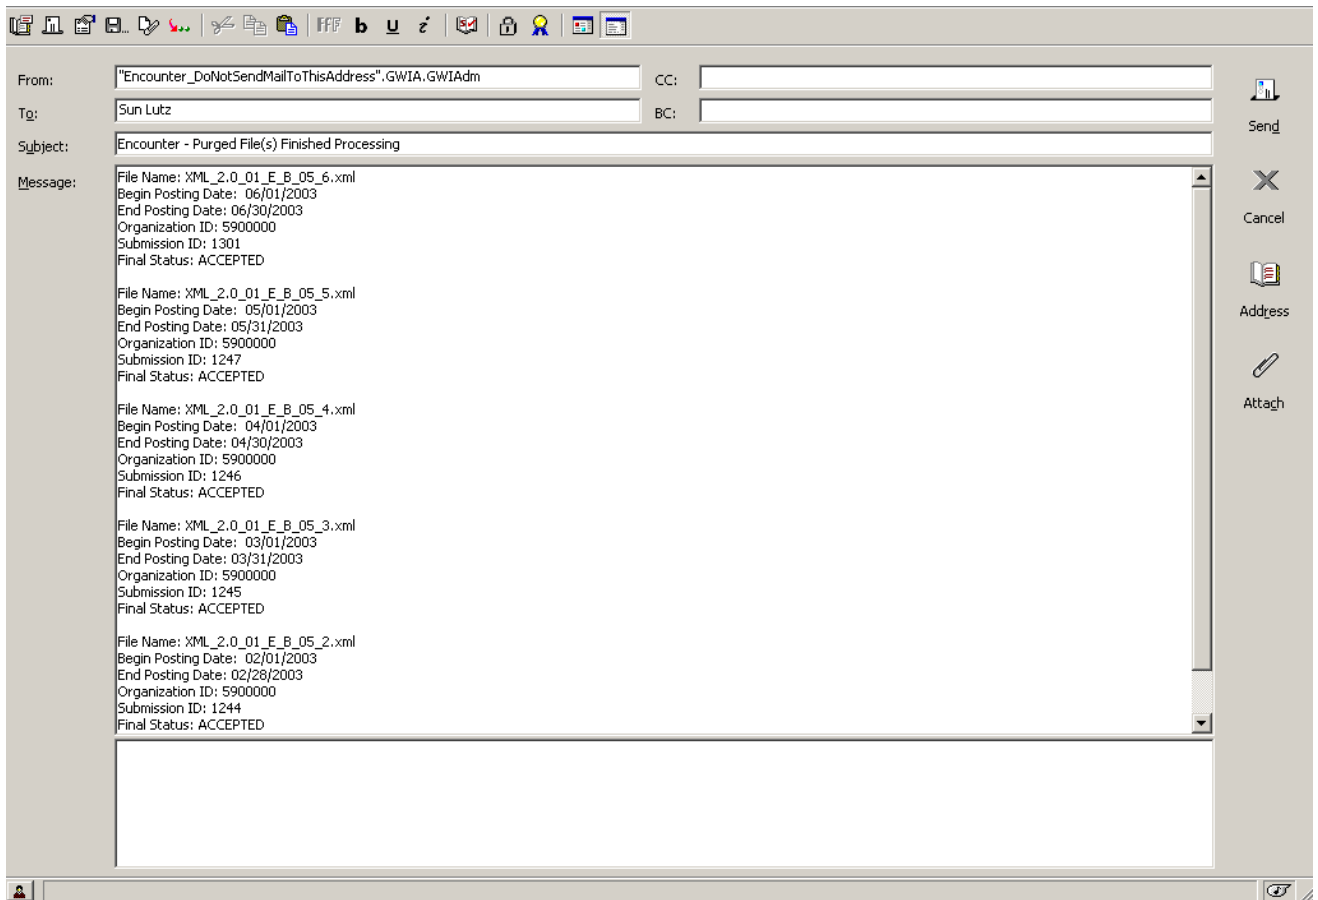 From:
"Encounter_DoNotSendMailToThisAddress".GWIA.GWIAdm
CC:
To:
Sun Lutz
BC:
Subject:
Encounter - Purged File(s) Finished Processing
Message:
File Name: XML_2.0_01_E_B_05_6.xml
Begin Posting Date:  06/01/2003
End Posting Date: 06/30/2003
Organization ID: 5900000
Submission ID: 1301
Final Status: ACCEPTED
File Name: XML_2.0_01_E_B_05_5.xml
Begin Posting Date:  05/01/2003
End Posting Date: 05/31/2003
Organization ID: 5900000
Submission ID: 1247
Final Status: ACCEPTED
File Name: XML_2.0_01_E_B_05_4.xml
Begin Posting Date:  04/01/2003
End Posting Date: 04/30/2003
Organization ID: 5900000
Submission ID: 1246
Final Status: ACCEPTED
File Name: XML_2.0_01_E_B_05_3.xml
Begin Posting Date:  03/01/2003
End Posting Date: 03/31/2003
Organization ID: 5900000
Submission ID: 1245
Final Status: ACCEPTED
File Name: XML_2.0_01_E_B_05_2.xml
Begin Posting Date:  02/01/2003
End Posting Date: 02/28/2003
Organization ID: 5900000
Submission ID: 1244
Final Status: ACCEPTED
Send
Cancel
Address
Attach